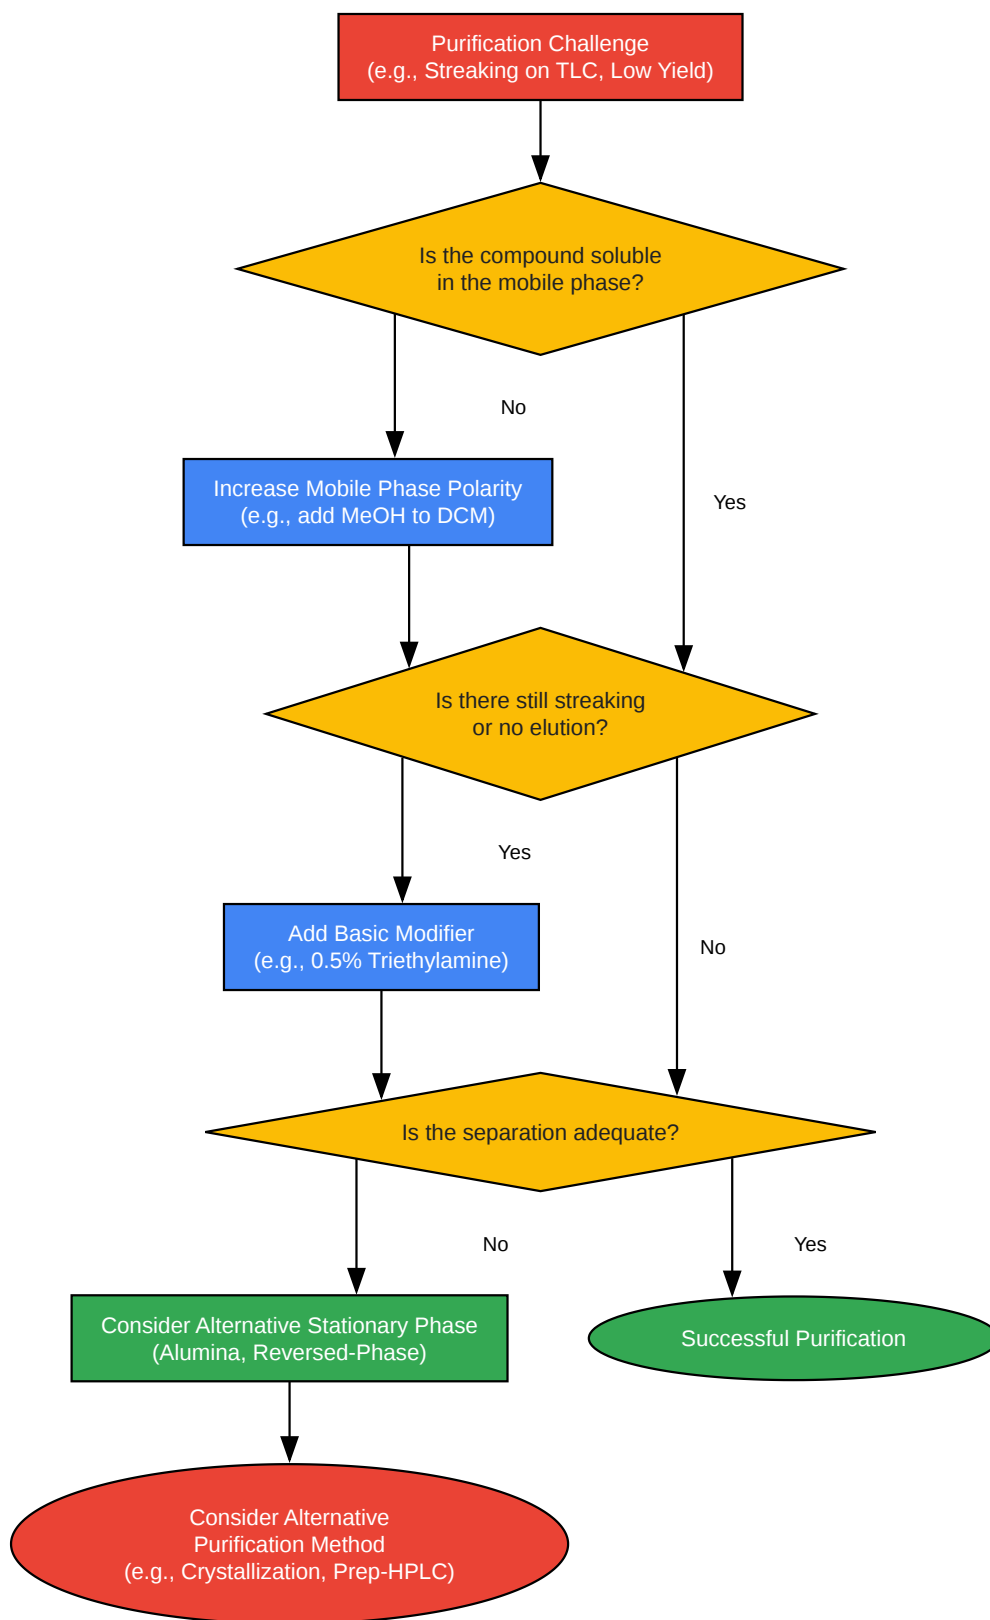 Purification Challenge
(e.g., Streaking on TLC, Low Yield)
Is the compound soluble
in the mobile phase?
No
Increase Mobile Phase Polarity
(e.g., add MeOH to DCM)
Yes
Is there still streaking
or no elution?
Yes
Add Basic Modifier
(e.g., 0.5% Triethylamine)
No
Is the separation adequate?
No
Yes
Consider Alternative Stationary Phase
(Alumina, Reversed-Phase)
Successful Purification
Consider Alternative
Purification Method
(e.g., Crystallization, Prep-HPLC)